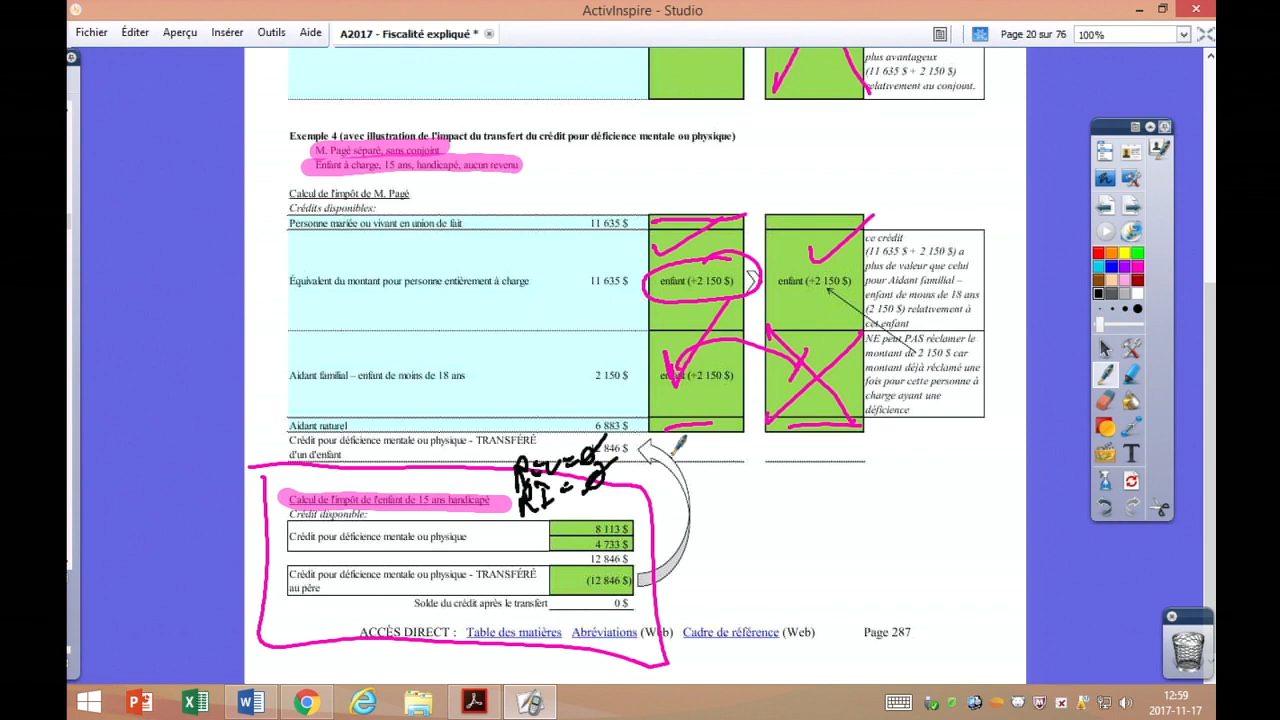 ActivInspire - Studio
Fichier Éditer Aperçu Insérer Outils Aide A2017 - Fiscalité expliqué * Page 20 sur 76 100%
plus avantageux
(11 635 $ + 2 150 $)
relativement au conjoint.
Exemple 4 (avec illustration de l'impact du transfert du crédit pour déficience mentale ou physique)
M. Pagé séparé, sans conjoint
Enfant à charge, 15 ans, handicapé, aucun revenu
Calcul de l'impôt de M. Pagé
Crédits disponibles:
Personne mariée ou vivant en union de fait 11 635 $
Équivalent du montant pour personne entièrement à charge 11 635 $ enfant (+2 150 $) enfant (+2 150 $)
ce crédit
(11 635 $ + 2 150 $) a
plus de valeur que celui
pour Aidant familial –
enfant de moins de 18 ans
(2 150 $) relativement à
cet enfant
Aidant familial – enfant de moins de 18 ans 2 150 $ enfant (+2 150 $)
NE peut PAS réclamer le
montant de 2 150 $ car
montant déjà réclamé une
fois pour cette personne à
charge ayant une
déficience
Aidant naturel 6 883 $
Crédit pour déficience mentale ou physique - TRANSFÉRÉ
d'un d'enfant 846 $
Rev = 0
RI = 0
Calcul de l'impôt de l'enfant de 15 ans handicapé
Crédit disponible:
Crédit pour déficience mentale ou physique 8 113 $
4 733 $
12 846 $
Crédit pour déficience mentale ou physique - TRANSFÉRÉ
au père (12 846 $)
Solde du crédit après le transfert 0 $
ACCÈS DIRECT : Table des matières Abréviations (Web) Cadre de référence (Web) Page 287
12:59
2017-11-17